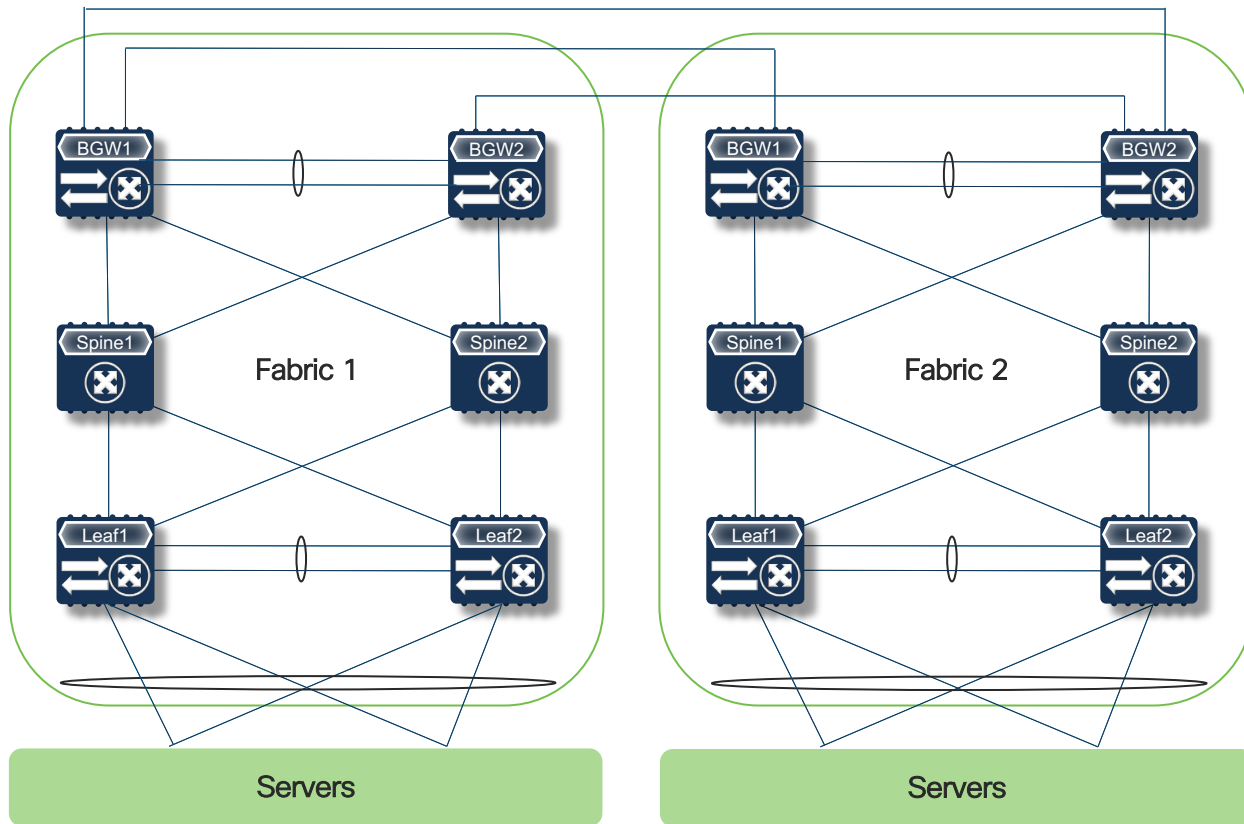 BGW1
BGW2
BGW1
BGW2
Spine1
Fabric 1
Spine2
Spine1
Fabric 2
Spine2
Leaf1
Leaf2
Leaf1
Leaf2
Servers
Servers